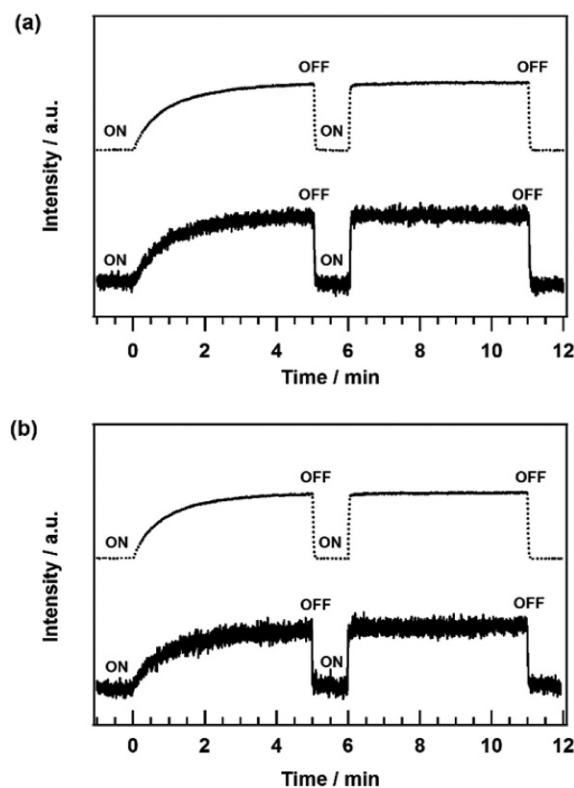 (a)
OFF
OFF
ON
ON
OFF
OFF
ON
ON
Intensity / a.u.
0 2 4 6 8 10 12
Time / min
(b)
OFF
OFF
ON
ON
OFF
OFF
ON
ON
Intensity / a.u.
0 2 4 6 8 10 12
Time / min